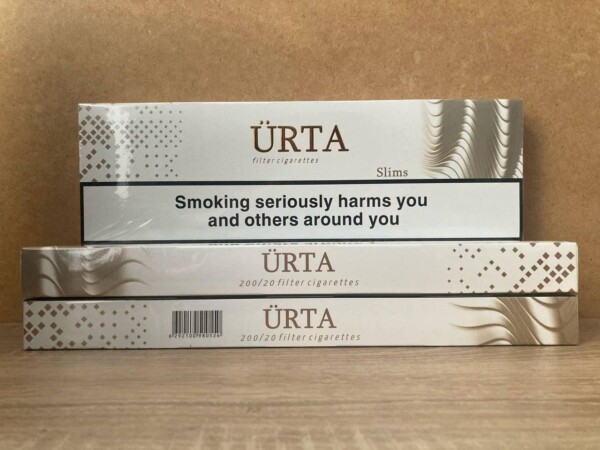 ÜRTA
filter cigarettes
Slims
Smoking seriously harms you
and others around you
ÜRTA
200/20 filter cigarettes
ÜRTA
200/20 filter cigarettes